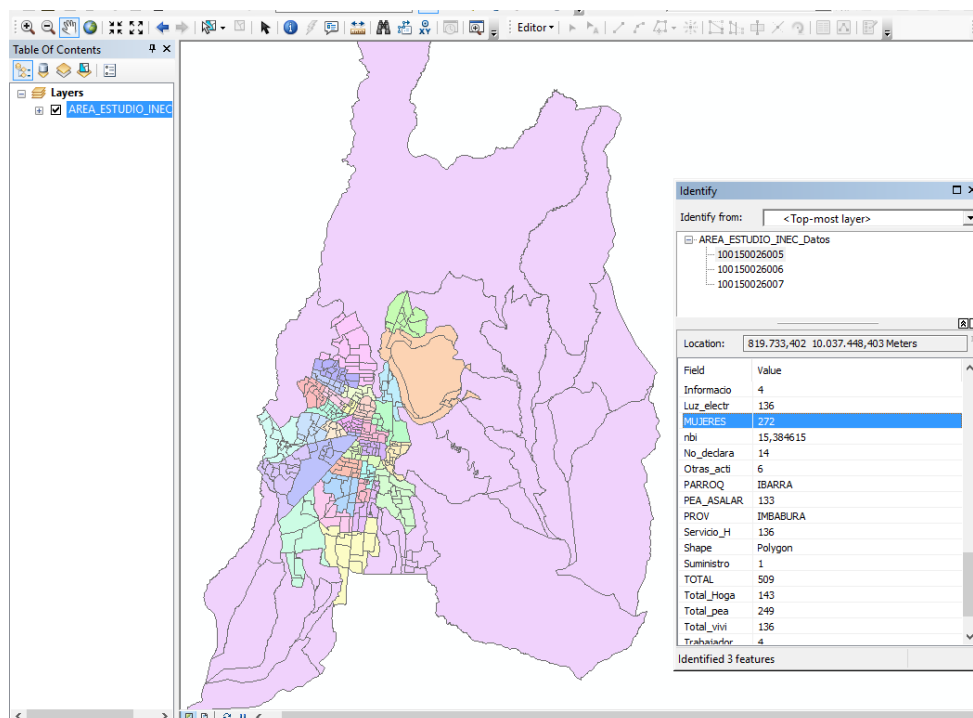 Editor
Table Of Contents
Layers
AREA_ESTUDIO_INEC
Identify
Identify from: <Top-most layer>
AREA_ESTUDIO_INEC_Datos
100150026005
100150026006
100150026007
Location: 819.733,402 10.037.448,403 Meters
Field Value
Informacio 4
Luz_electr 136
MUJERES 272
nbi 15,384615
No_declara 14
Otras_acti 6
PARROQ IBARRA
PEA_ASALAR 133
PROV IMBABURA
Servicio_H 136
Shape Polygon
Suministro 1
TOTAL 509
Total_Hoga 143
Total_pea 249
Total_vivi 136
Trabaiador 4
Identified 3 features